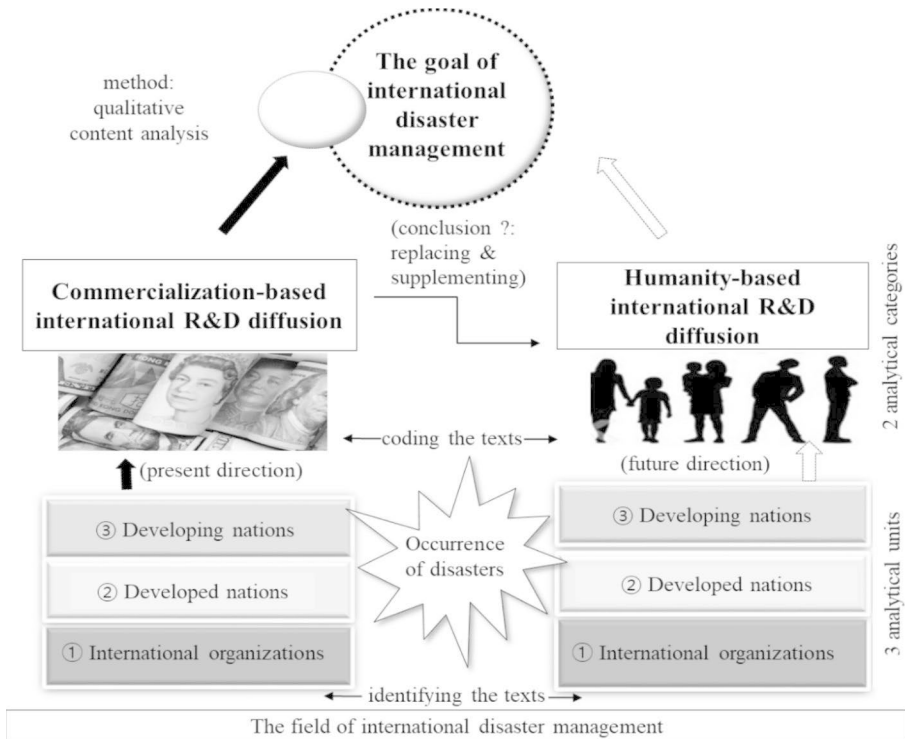 The goal of
international
disaster
management
method:
qualitative
content analysis
(conclusion ?:
replacing &
supplementing)
Commercialization-based
international R&D diffusion
Humanity-based
international R&D
diffusion
2 analytical categories
coding the texts
(present direction)
(future direction)
③ Developing nations
② Developed nations
① International organizations
Occurrence
of disasters
③ Developing nations
② Developed nations
① International organizations
3 analytical units
identifying the texts
The field of international disaster management